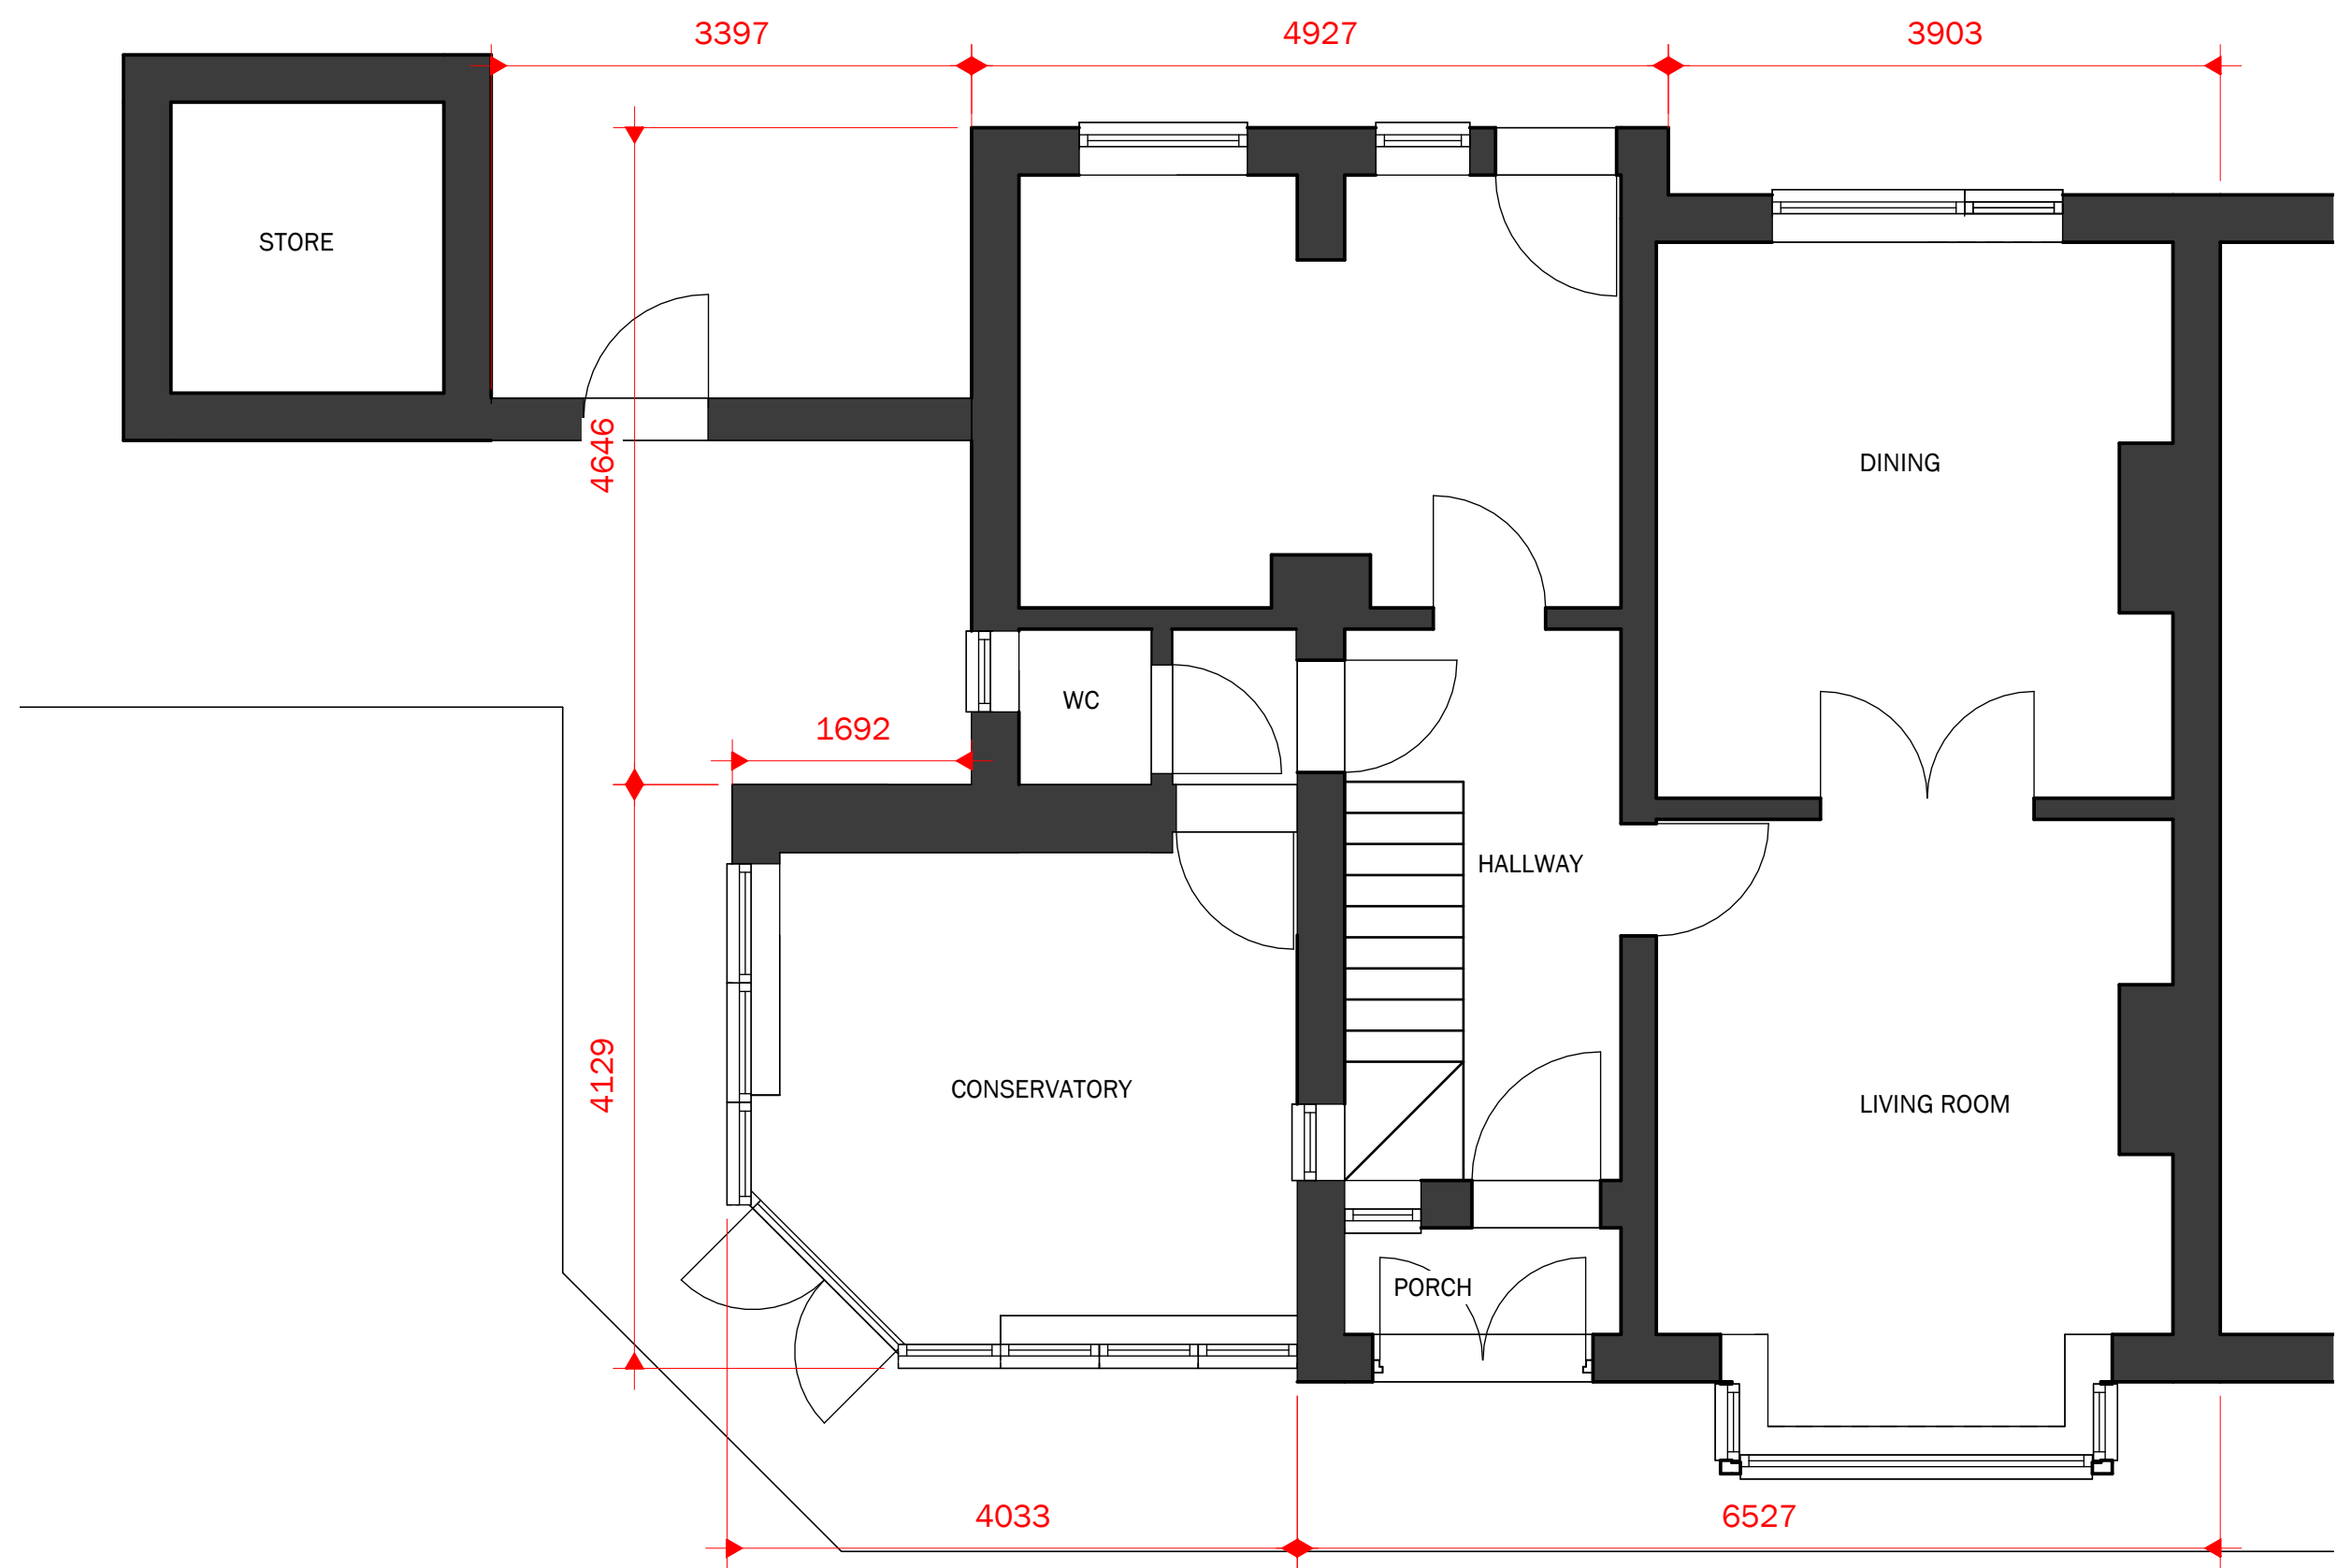 3397
4927
3903
STORE
4646
DINING
WC
1692
HALLWAY
4129
CONSERVATORY
LIVING ROOM
PORCH
4033
6527